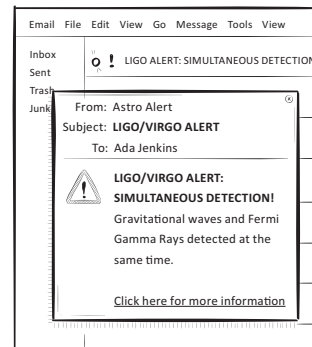 Email File Edit View Go Message Tools View
Inbox
Sent
Trash
Junk
LIGO ALERT: SIMULTANEOUS DETECTION
From: Astro Alert
Subject: LIGO/VIRGO ALERT
To: Ada Jenkins
LIGO/VIRGO ALERT:
SIMULTANEOUS DETECTION!
Gravitational waves and Fermi
Gamma Rays detected at the
same time.
Click here for more information